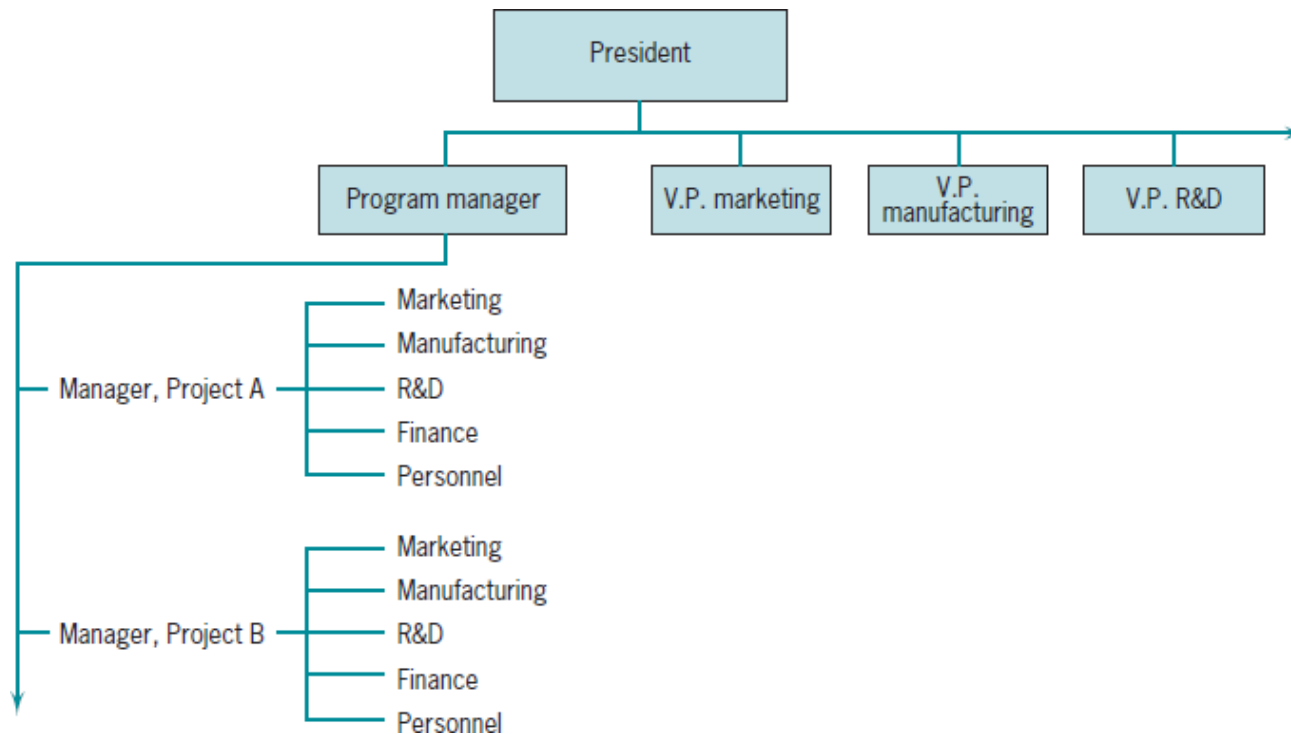 President
Program manager
V.P. marketing
V.P.
manufacturing
V.P. R&D
Manager, Project A
Marketing
Manufacturing
R&D
Finance
Personnel
Manager, Project B
Marketing
Manufacturing
R&D
Finance
Personnel